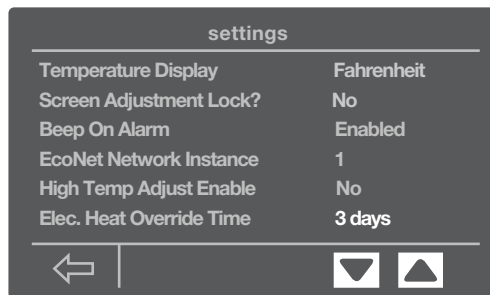 settings
Temperature Display Fahrenheit
Screen Adjustment Lock? No
Beep On Alarm Enabled
EcoNet Network Instance 1
High Temp Adjust Enable No
Elec. Heat Override Time 3 days